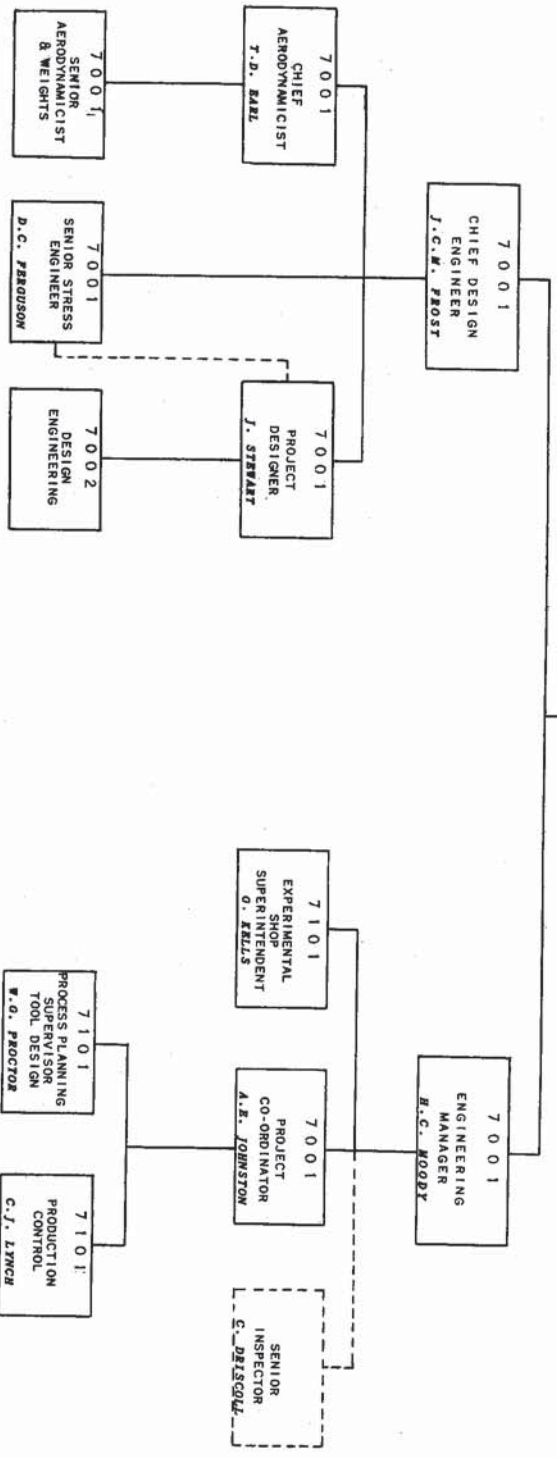 7001
CHIEF DESIGN
ENGINEER
J.C.M. FROST
7001
ENGINEERING
MANAGER
H.C. MOODY
7001
CHIEF
AERODYNAMICIST
T.D. EARL
7001
PROJECT
DESIGNER
J. STEWART
7101
EXPERIMENTAL
SHOP
SUPERINTENDENT
G. KELLS
7001
PROJECT
CO-ORDINATOR
A.E. JOHNSTON
SENIOR
INSPECTOR
C. DRISCOLL
7001
SENIOR
AERODYNAMICIST
& WEIGHTS
7001
SENIOR STRESS
ENGINEER
D.C. FERGUSON
7002
DESIGN
ENGINEERING
7101
PROCESS PLANNING
SUPERVISOR
TOOL DESIGN
W.G. PROCTOR
7101
PRODUCTION
CONTROL
C.J. LYNCH